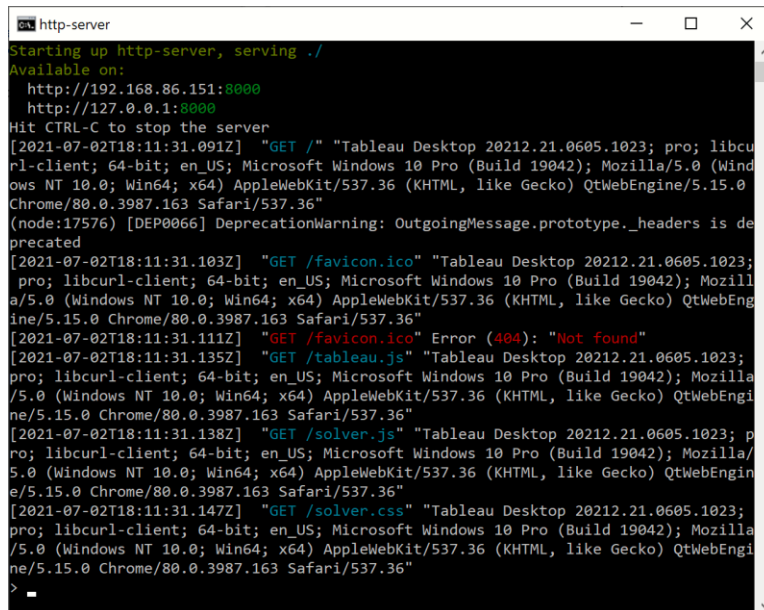 http-server
Starting up http-server, serving ./
Available on:
  http://192.168.86.151:8000
  http://127.0.0.1:8000
Hit CTRL-C to stop the server
[2021-07-02T18:11:31.091Z]  "GET /" "Tableau Desktop 20212.21.0605.1023; pro; libcu
rl-client; 64-bit; en_US; Microsoft Windows 10 Pro (Build 19042); Mozilla/5.0 (Wind
ows NT 10.0; Win64; x64) AppleWebKit/537.36 (KHTML, like Gecko) QtWebEngine/5.15.0
Chrome/80.0.3987.163 Safari/537.36"
(node:17576) [DEP0066] DeprecationWarning: OutgoingMessage.prototype._headers is de
precated
[2021-07-02T18:11:31.103Z]  "GET /favicon.ico" "Tableau Desktop 20212.21.0605.1023;
 pro; libcurl-client; 64-bit; en_US; Microsoft Windows 10 Pro (Build 19042); Mozill
a/5.0 (Windows NT 10.0; Win64; x64) AppleWebKit/537.36 (KHTML, like Gecko) QtWebEng
ine/5.15.0 Chrome/80.0.3987.163 Safari/537.36"
[2021-07-02T18:11:31.111Z]  "GET /favicon.ico" Error (404): "Not found"
[2021-07-02T18:11:31.135Z]  "GET /tableau.js" "Tableau Desktop 20212.21.0605.1023;
pro; libcurl-client; 64-bit; en_US; Microsoft Windows 10 Pro (Build 19042); Mozilla
/5.0 (Windows NT 10.0; Win64; x64) AppleWebKit/537.36 (KHTML, like Gecko) QtWebEngi
ne/5.15.0 Chrome/80.0.3987.163 Safari/537.36"
[2021-07-02T18:11:31.138Z]  "GET /solver.js" "Tableau Desktop 20212.21.0605.1023; p
ro; libcurl-client; 64-bit; en_US; Microsoft Windows 10 Pro (Build 19042); Mozilla/
5.0 (Windows NT 10.0; Win64; x64) AppleWebKit/537.36 (KHTML, like Gecko) QtWebEngin
e/5.15.0 Chrome/80.0.3987.163 Safari/537.36"
[2021-07-02T18:11:31.147Z]  "GET /solver.css" "Tableau Desktop 20212.21.0605.1023;
pro; libcurl-client; 64-bit; en_US; Microsoft Windows 10 Pro (Build 19042); Mozilla
/5.0 (Windows NT 10.0; Win64; x64) AppleWebKit/537.36 (KHTML, like Gecko) QtWebEngi
ne/5.15.0 Chrome/80.0.3987.163 Safari/537.36"
> _